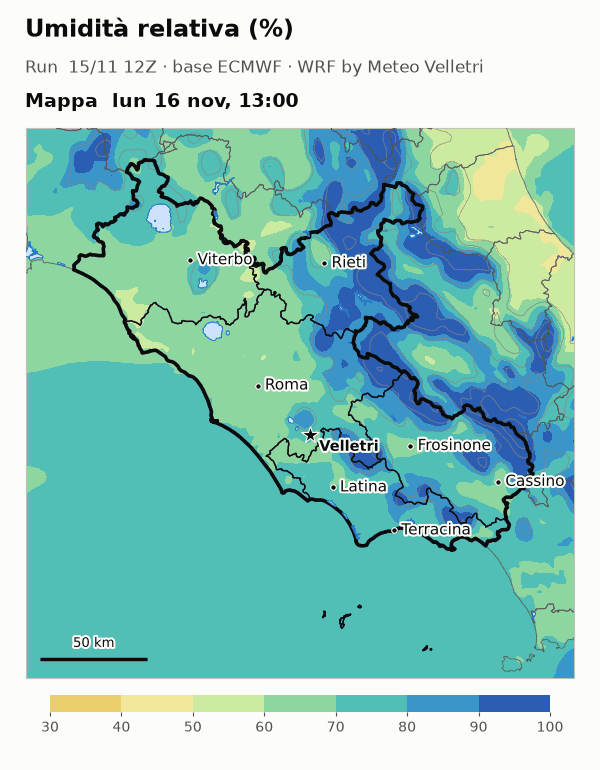 Umidità relativa (%)
Run  15/11 12Z · base ECMWF · WRF by Meteo Velletri
Mappa  lun 16 nov, 13:00
Viterbo
Rieti
Roma
Velletri
Frosinone
Cassino
Latina
Terracina
50 km
30 40 50 60 70 80 90 100